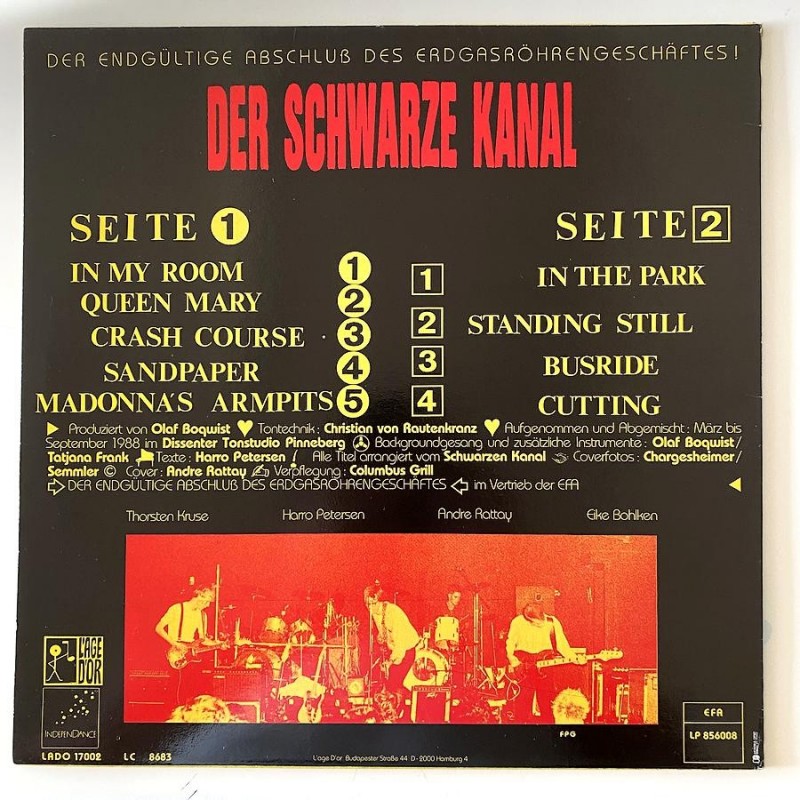 DER ENDGÜLTIGE ABSCHLUß DES ERDGASRÖHRENGESCHÄFTES!
DER SCHWARZE KANAL
SEITE 1
IN MY ROOM 1
QUEEN MARY 2
CRASH COURSE 3
SANDPAPER 4
MADONNA'S ARMPITS 5
SEITE 2
1 IN THE PARK
2 STANDING STILL
3 BUSRIDE
4 CUTTING
Produziert von Olaf Boqwist Tontechnik: Christian von Rautenkranz Aufgenommen und Abgemischt: März bis
September 1988 im Dissenter Tonstudio Pinneberg Backgroundgesang und zusätzliche Instrumente: Olaf Boqwist/
Tatjana Frank Texte: Harro Petersen Alle Titel arrangiert vom Schwarzen Kanal Coverfotos: Chargesheimer/
Semmler © Cover: Andre Rattay Verpflegung: Columbus Grill
DER ENDGÜLTIGE ABSCHLUß DES ERDGASRÖHRENGESCHÄFTES im Vertrieb der EFA
Thorsten Kruse Harro Petersen Andre Rattay Eike Bohlken
L'AGE
D'OR
INDEPENDANCE
LADO 17002 LC 8683
L'age D'or Budapester Straße 44 D-2000 Hamburg 4
FPG
EFA
LP 856008